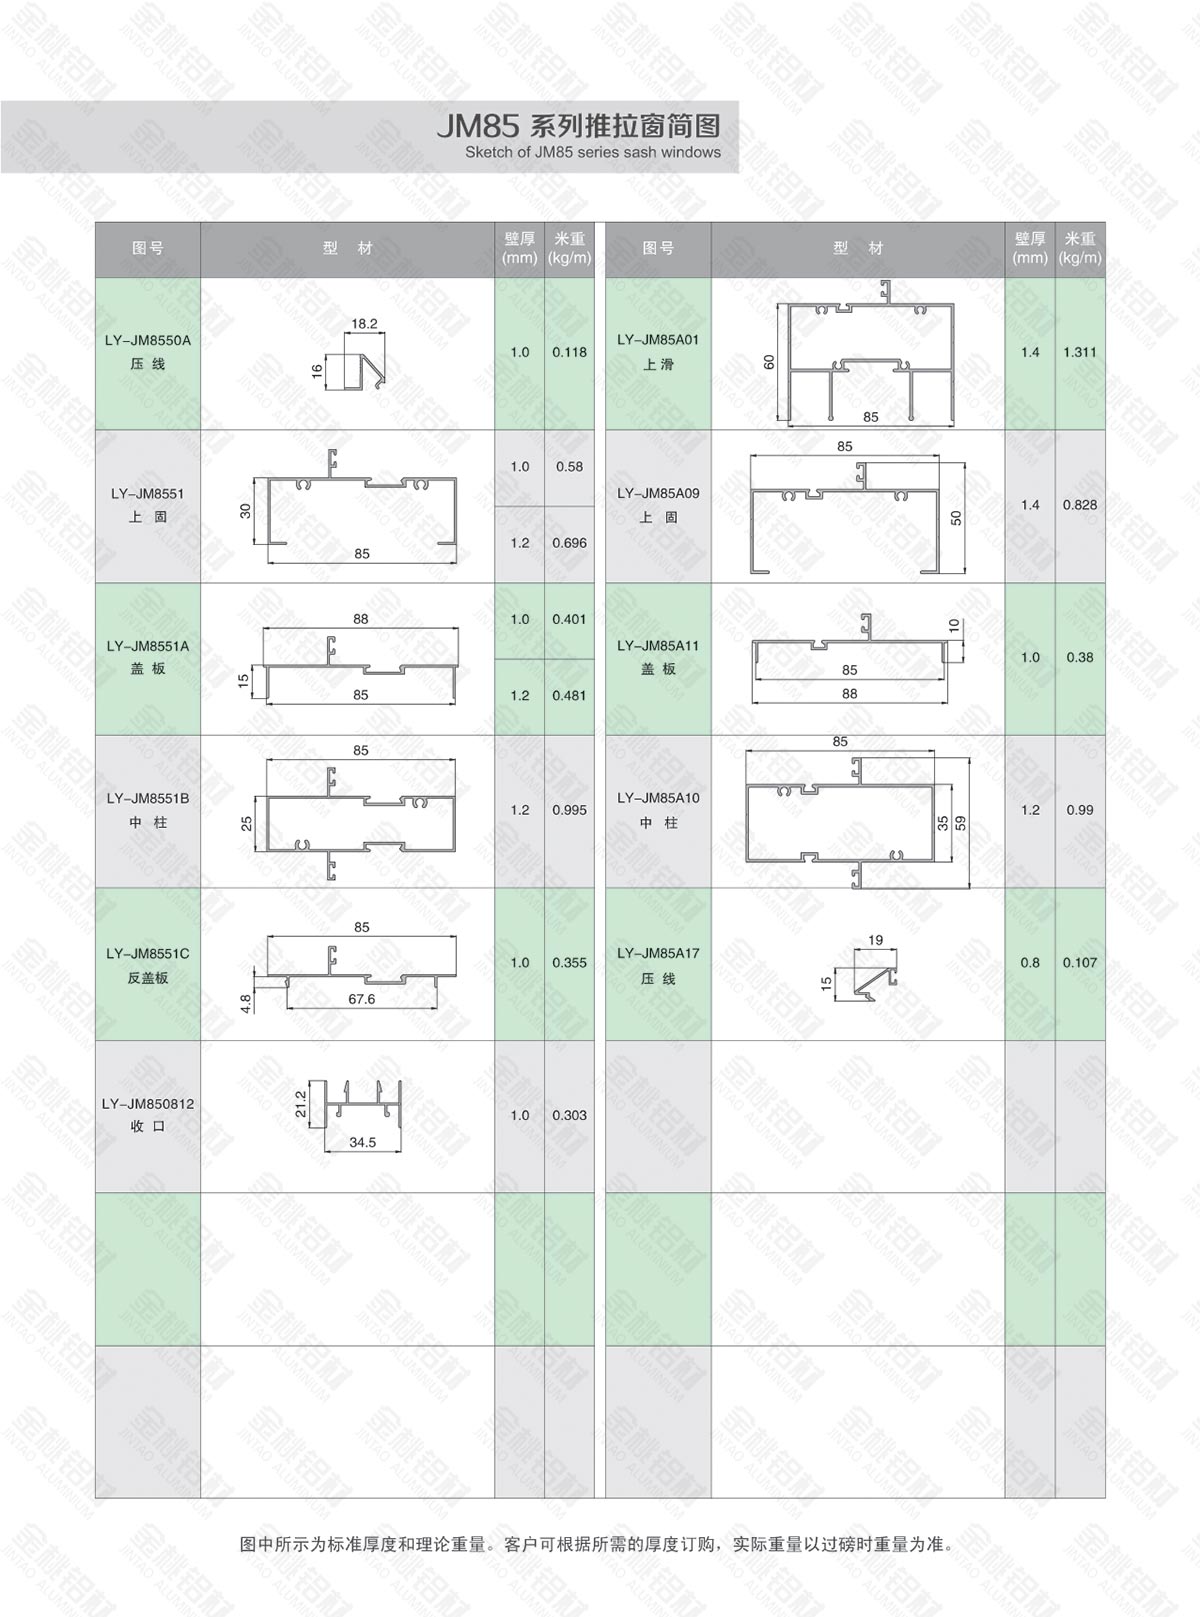 JM85 系列推拉窗简图
Sketch of JM85 series sash windows
图号 型 材 壁厚(mm) 米重(kg/m) 图号 型 材 壁厚(mm) 米重(kg/m)
LY-JM8550A
压 线
18.2
16
1.0 0.118
LY-JM85A01
上 滑
60
85
1.4 1.311
LY-JM8551
上 固
30
85
1.0 0.58
1.2 0.696
LY-JM85A09
上 固
85
50
1.4 0.828
LY-JM8551A
盖 板
88
15
85
1.0 0.401
1.2 0.481
LY-JM85A11
盖 板
10
85
88
1.0 0.38
LY-JM8551B
中 柱
85
25
1.2 0.995
LY-JM85A10
中 柱
85
35
59
1.2 0.99
LY-JM8551C
反盖板
85
4.8
67.6
1.0 0.355
LY-JM85A17
压 线
19
15
0.8 0.107
LY-JM850812
收 口
21.2
34.5
1.0 0.303
图中所示为标准厚度和理论重量。客户可根据所需的厚度订购，实际重量以过磅时重量为准。
金桃铝材
JINTAO ALUMINIUM